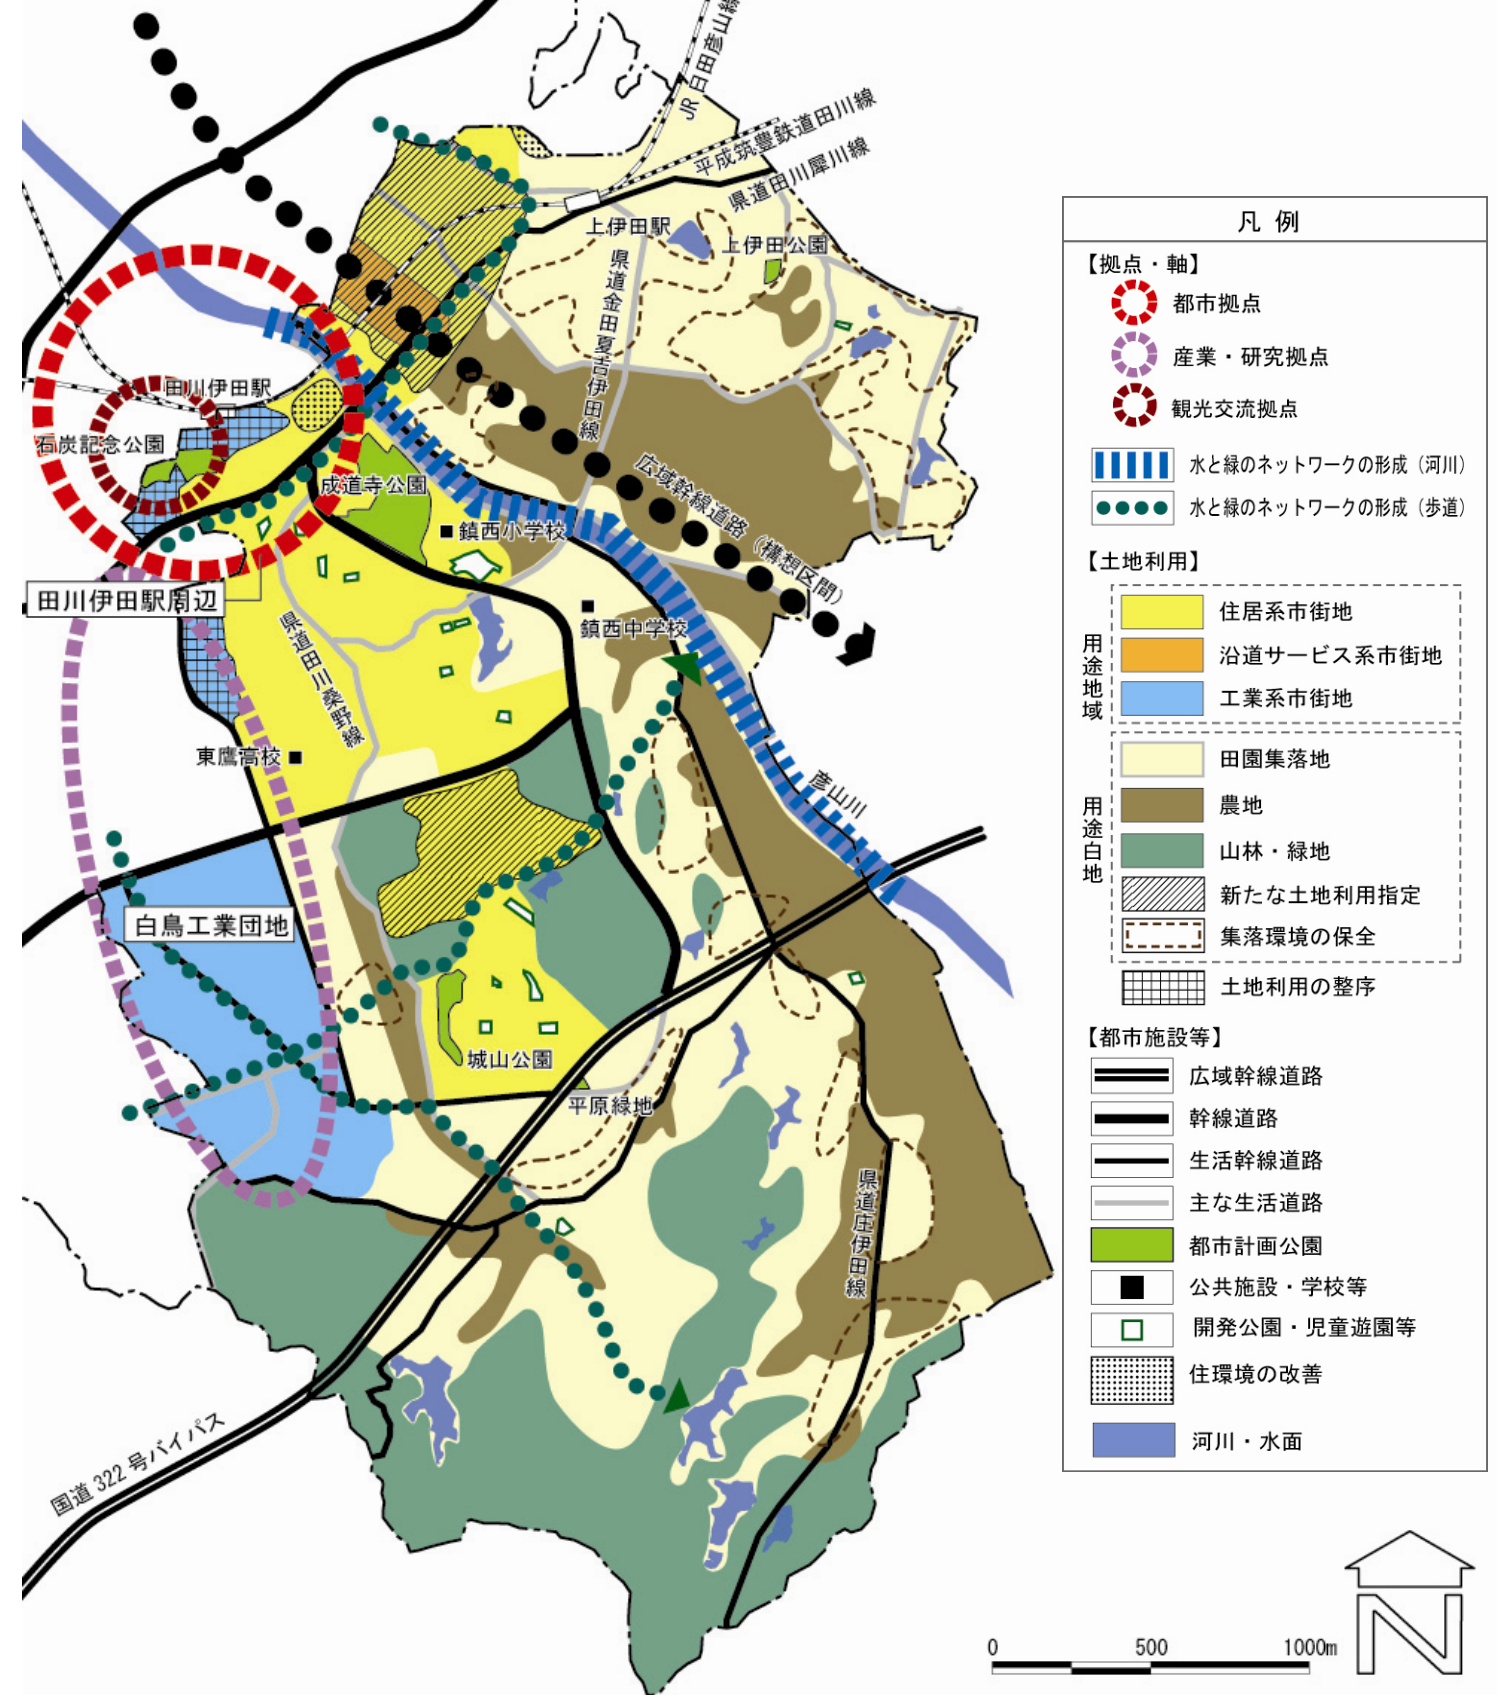 JR日田彦山線
平成筑豊鉄道田川線
県道田川犀川線
上伊田駅
上伊田公園
県道金田夏吉伊田線
田川伊田駅
石炭記念公園
成道寺公園
鎮西小学校
広域幹線道路（構想区間）
田川伊田駅周辺
鎮西中学校
県道田川桑野線
東鷹高校
彦山川
白鳥工業団地
城山公園
平原緑地
県道庄伊田線
国道322号バイパス
凡 例
【拠点・軸】
都市拠点
産業・研究拠点
観光交流拠点
水と緑のネットワークの形成（河川）
水と緑のネットワークの形成（歩道）
【土地利用】
用途地域
住居系市街地
沿道サービス系市街地
工業系市街地
用途白地
田園集落地
農地
山林・緑地
新たな土地利用指定
集落環境の保全
土地利用の整序
【都市施設等】
広域幹線道路
幹線道路
生活幹線道路
主な生活道路
都市計画公園
公共施設・学校等
開発公園・児童遊園等
住環境の改善
河川・水面
0 500 1000m
N